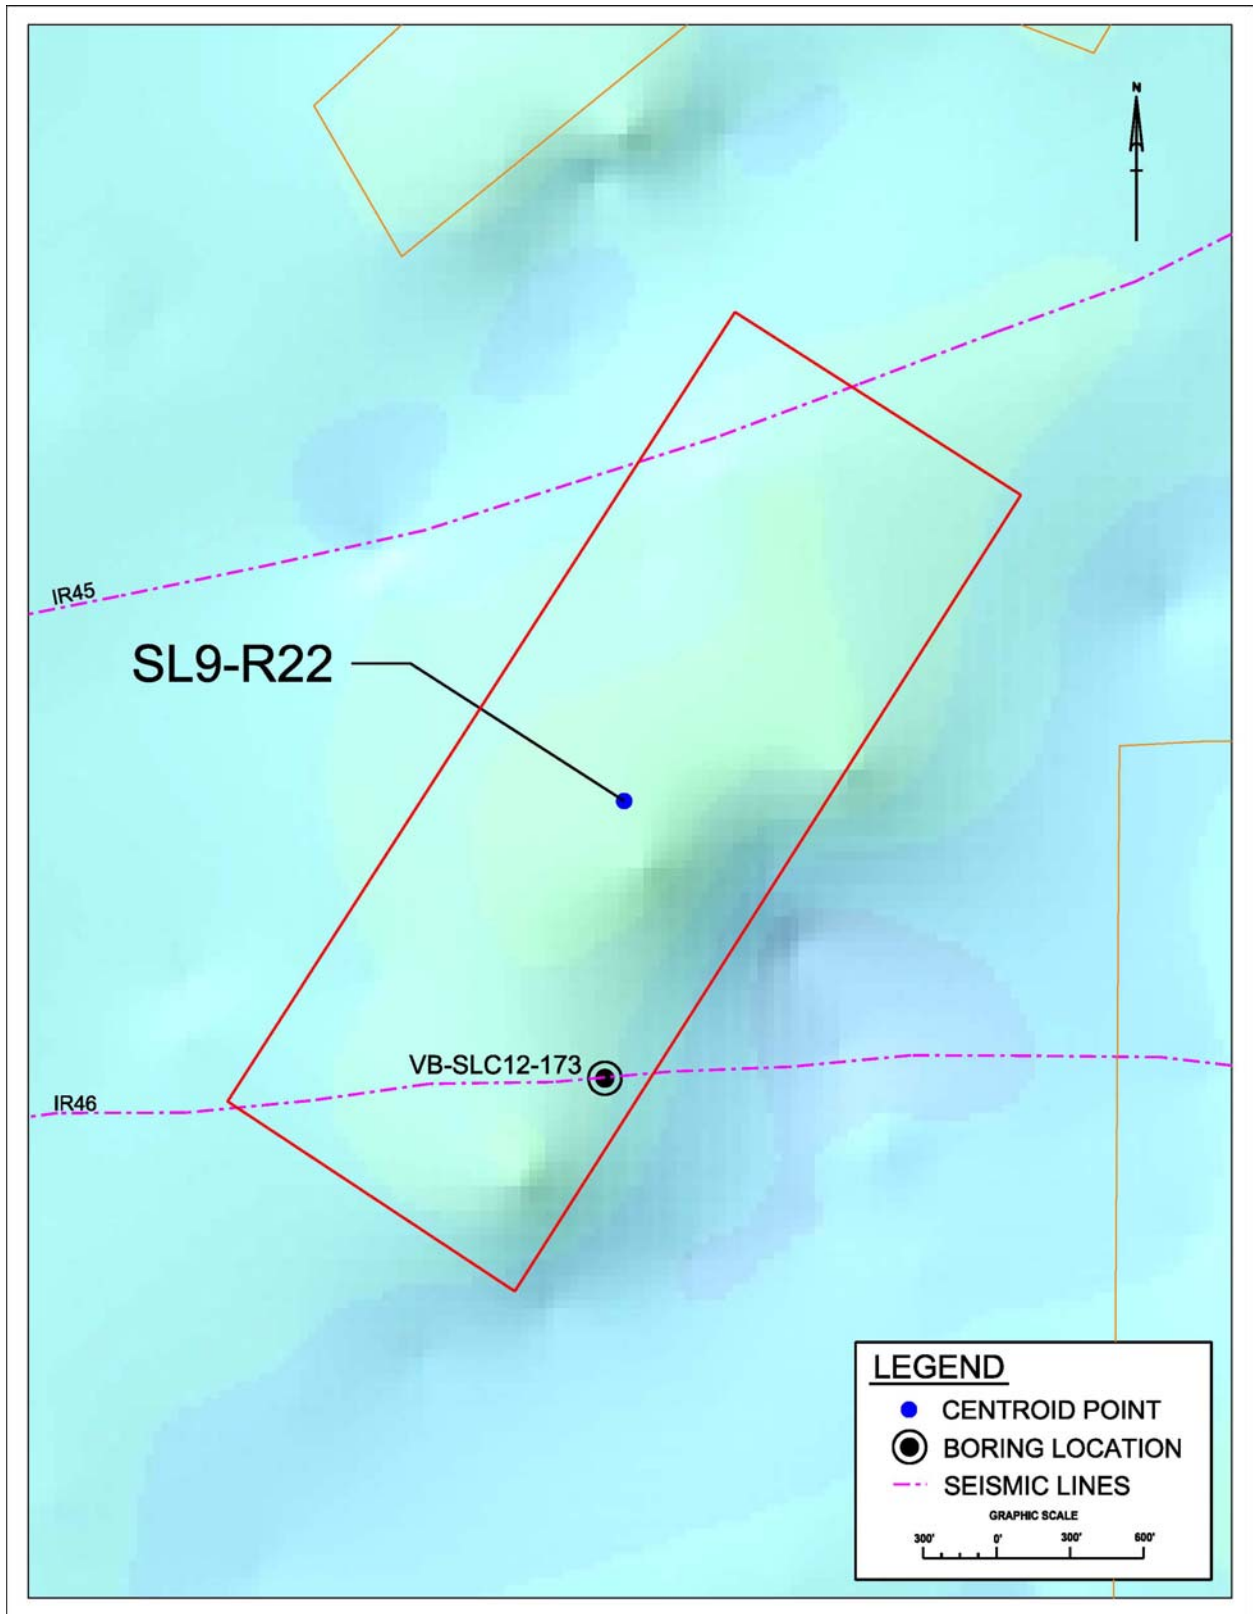 N
IR45
SL9-R22
VB-SLC12-173
IR46
LEGEND
CENTROID POINT
BORING LOCATION
SEISMIC LINES
GRAPHIC SCALE
300' 0' 300' 600'